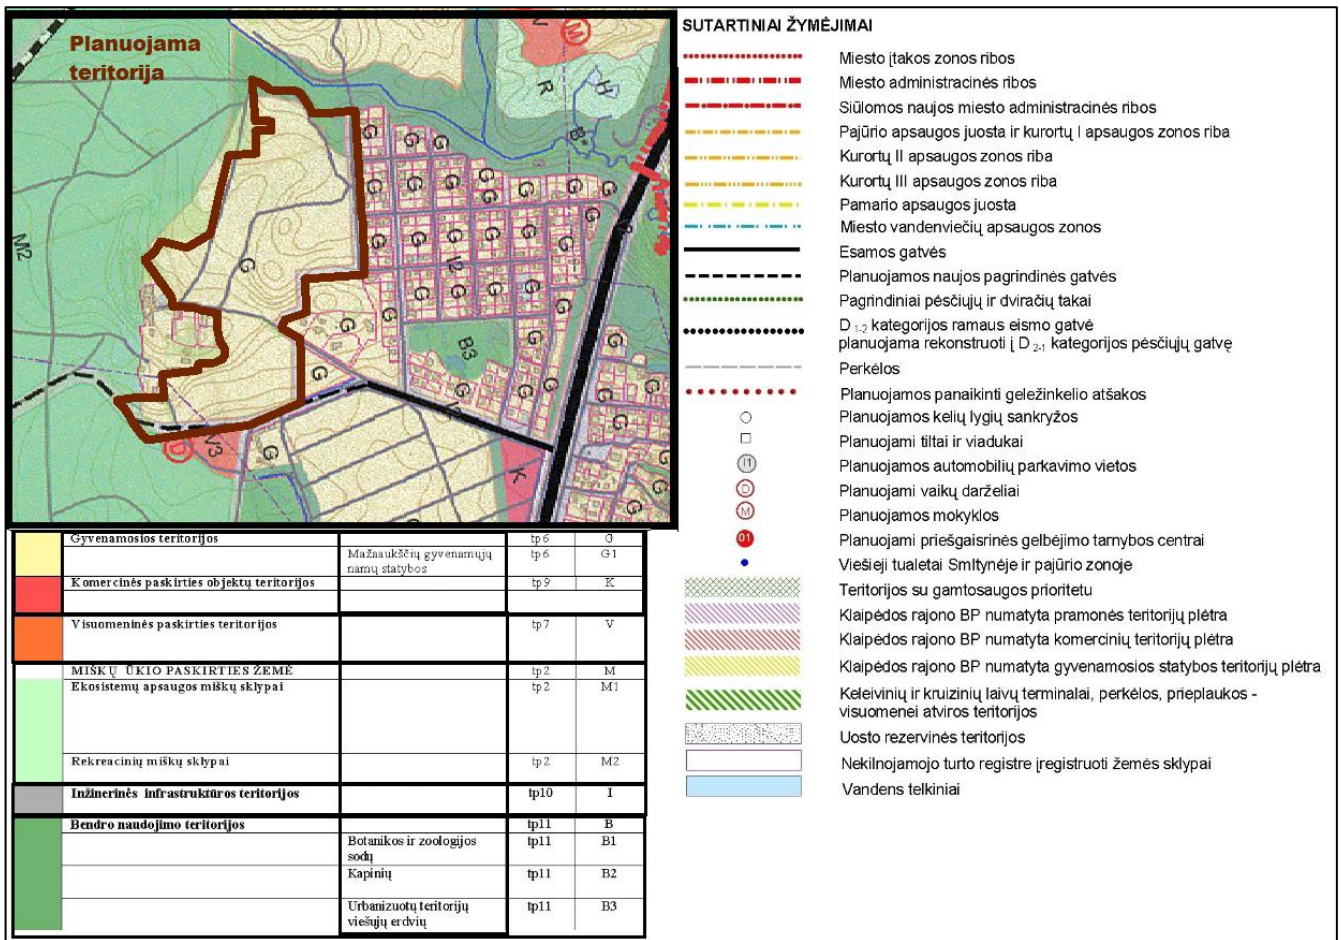 Planuojama
teritorija
M2
G
V3
D
K
B3
I2
R
H
M
SUTARTINIAI ŽYMĖJIMAI
Miesto įtakos zonos ribos
Miesto administracinės ribos
Siūlomos naujos miesto administracinės ribos
Pajūrio apsaugos juosta ir kurortų I apsaugos zonos riba
Kurortų II apsaugos zonos riba
Kurortų III apsaugos zonos riba
Pamario apsaugos juosta
Miesto vandenviečių apsaugos zonos
Esamos gatvės
Planuojamos naujos pagrindinės gatvės
Pagrindiniai pėsčiųjų ir dviračių takai
D 1-2 kategorijos ramaus eismo gatvė
planuojama rekonstruoti į D 2-1 kategorijos pėsčiųjų gatvę
Perkėlos
Planuojamos panaikinti geležinkelio atšakos
Planuojamos kelių lygių sankryžos
Planuojami tiltai ir viadukai
I1 Planuojamos automobilių parkavimo vietos
D Planuojami vaikų darželiai
M Planuojamos mokyklos
01 Planuojami priešgaisrinės gelbėjimo tarnybos centrai
Viešieji tualetai Smltynėje ir pajūrio zonoje
Teritorijos su gamtosaugos prioritetu
Klaipėdos rajono BP numatyta pramonės teritorijų plėtra
Klaipėdos rajono BP numatyta komercinių teritorijų plėtra
Klaipėdos rajono BP numatyta gyvenamosios statybos teritorijų plėtra
Keleivinių ir kruizinių laivų terminalai, perkėlos, prieplaukos -
visuomenei atviros teritorijos
Uosto rezervinės teritorijos
Nekilnojamojo turto registre įregistruoti žemės sklypai
Vandens telkiniai
Gyvenamosios teritorijos tp6 G
Mažaaukščių gyvenamųjų tp6 G1
namų statybos
Komercinės paskirties objektų teritorijos tp9 K
Visuomeninės paskirties teritorijos tp7 V
MIŠKŲ ŪKIO PASKIRTIES ŽEMĖ tp2 M
Ekosistemų apsaugos miškų sklypai tp2 M1
Rekreacinių miškų sklypai tp2 M2
Inžinerinės infrastruktūros teritorijos tp10 I
Bendro naudojimo teritorijos tp11 B
Botanikos ir zoologijos tp11 B1
sodų
Kapinių tp11 B2
Urbanizuotų teritorijų tp11 B3
viešųjų erdvių